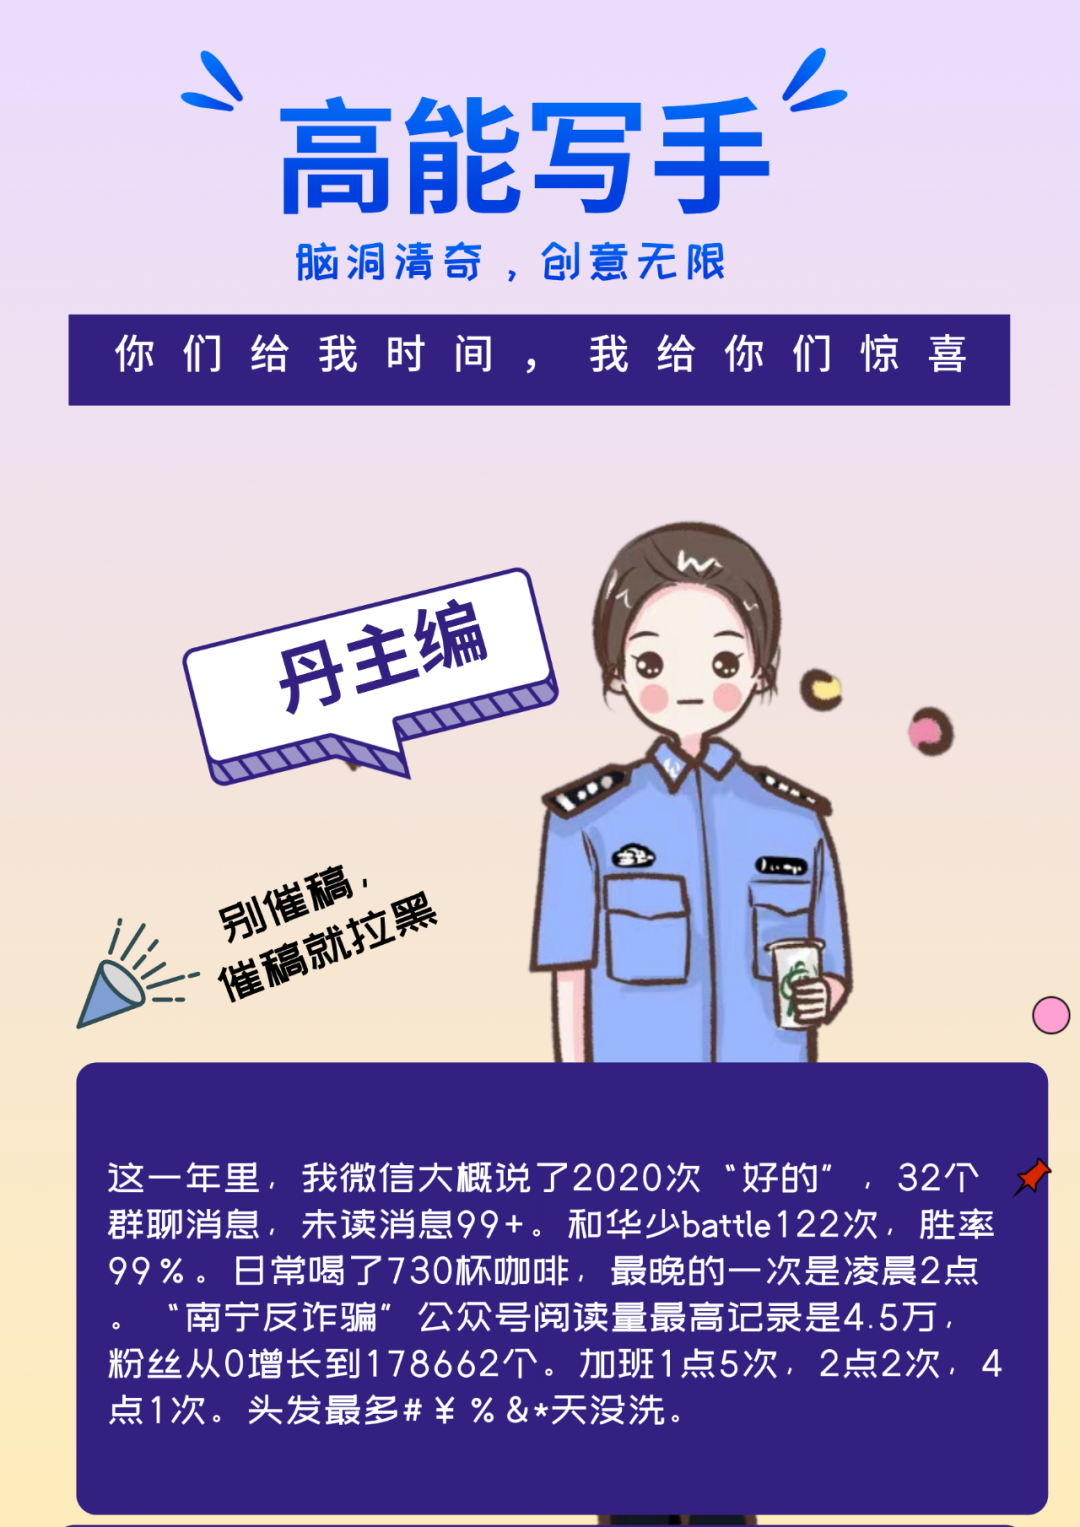 高能写手
脑洞清奇，创意无限
你们给我时间，我给你们惊喜
丹主编
别催稿，
催稿就拉黑
这一年里，我微信大概说了2020次“好的”，32个
群聊消息，未读消息99+。和华少battle122次，胜率
99%。日常喝了730杯咖啡，最晚的一次是凌晨2点
。“南宁反诈骗”公众号阅读量最高记录是4.5万，
粉丝从0增长到178662个。加班1点5次，2点2次，4
点1次。头发最多#￥%&*天没洗。